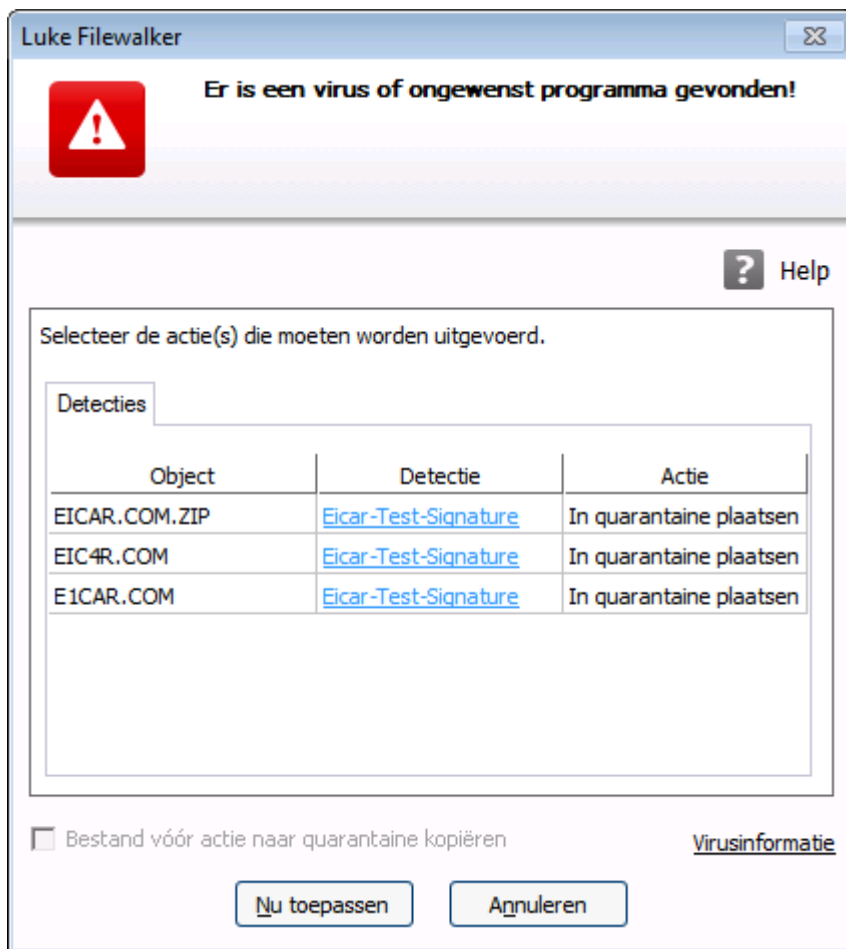 Luke Filewalker
Er is een virus of ongewenst programma gevonden!
Help
Selecteer de actie(s) die moeten worden uitgevoerd.
Detecties
Object Detectie Actie
EICAR.COM.ZIP Eicar-Test-Signature In quarantaine plaatsen
EIC4R.COM Eicar-Test-Signature In quarantaine plaatsen
E1CAR.COM Eicar-Test-Signature In quarantaine plaatsen
Bestand vóór actie naar quarantaine kopiëren
Virusinformatie
Nu toepassen Annuleren